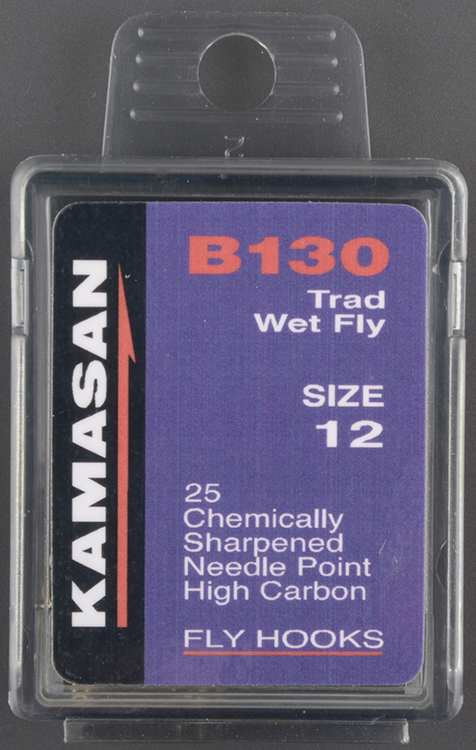 KAMASAN
B130
Trad
Wet Fly
SIZE
12
25
Chemically
Sharpened
Needle Point
High Carbon
FLY HOOKS